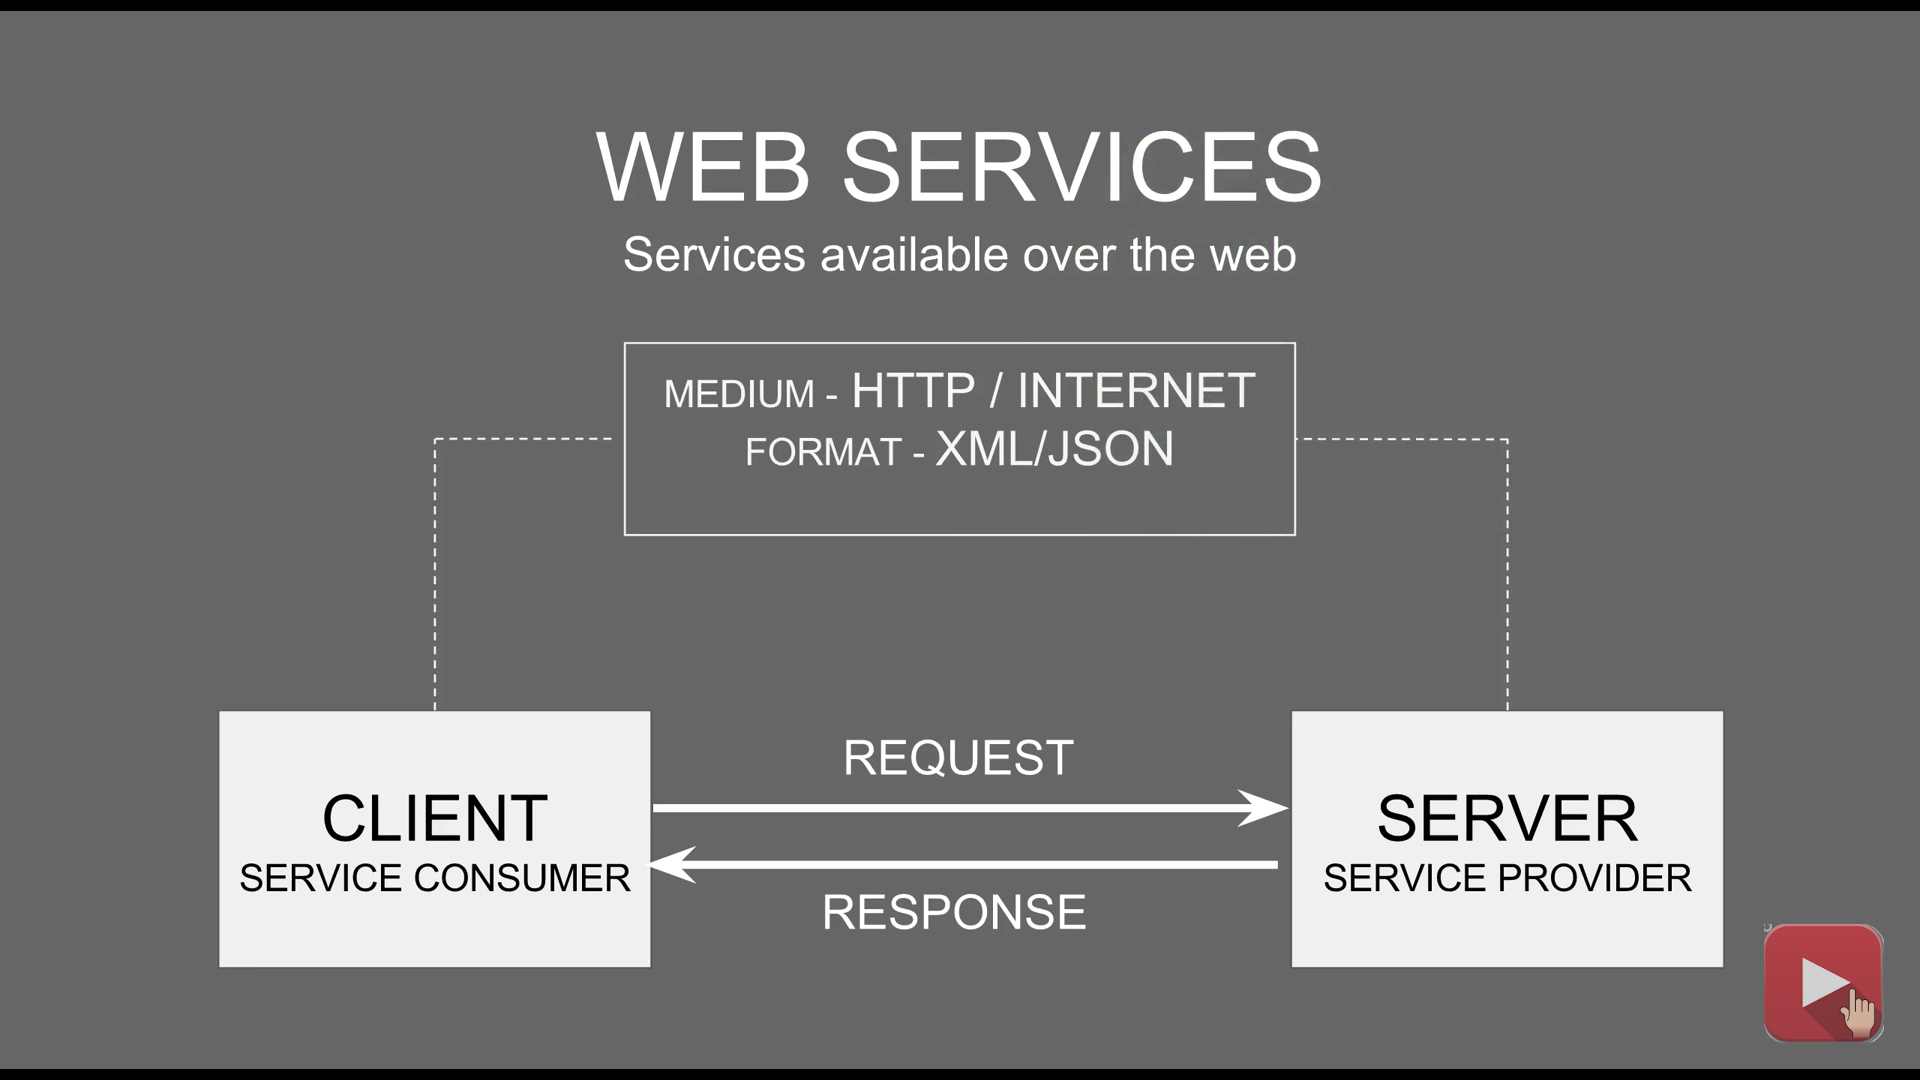 WEB SERVICES
Services available over the web
MEDIUM - HTTP / INTERNET
FORMAT - XML/JSON
REQUEST
CLIENT
SERVICE CONSUMER
SERVER
SERVICE PROVIDER
RESPONSE